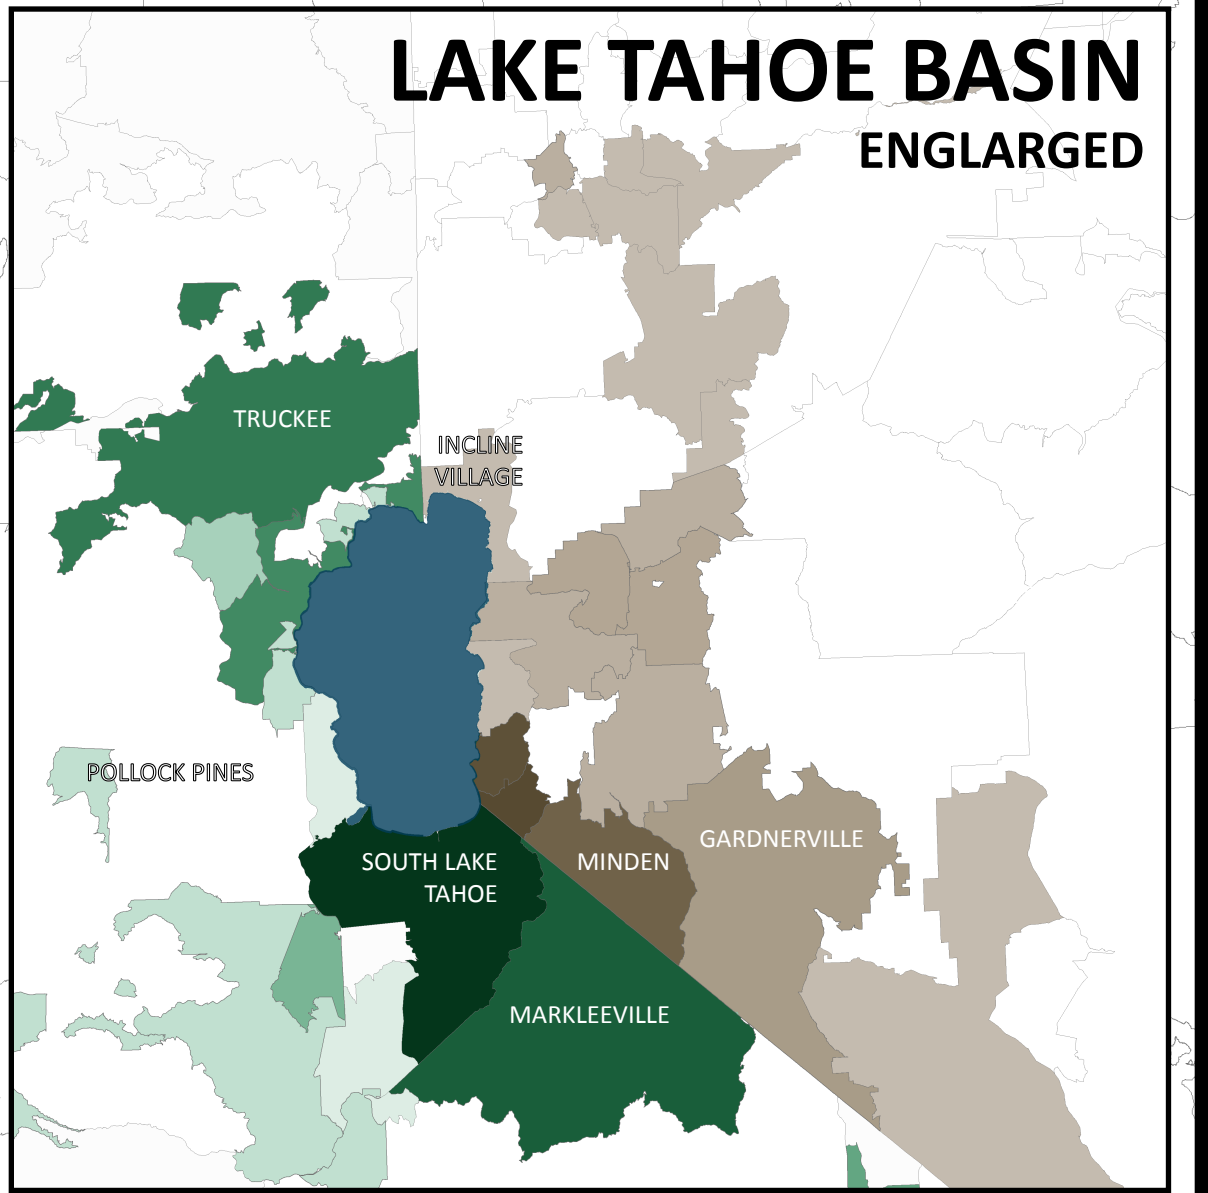 LAKE TAHOE BASIN
ENGLARGED
TRUCKEE
INCLINE
VILLAGE
POLLOCK PINES
GARDNERVILLE
SOUTH LAKE
TAHOE
MINDEN
MARKLEEVILLE